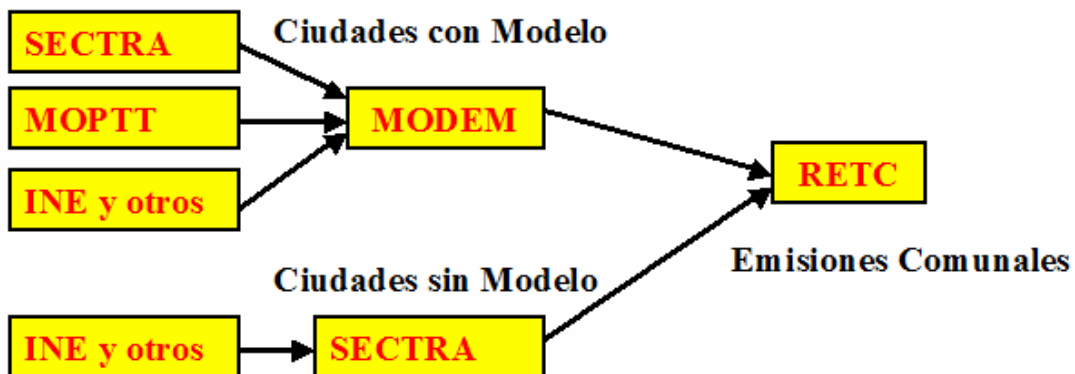 SECTRA
Ciudades con Modelo
MOPTT
MODEM
INE y otros
RETC
Emisiones Comunales
Ciudades sin Modelo
INE y otros
SECTRA